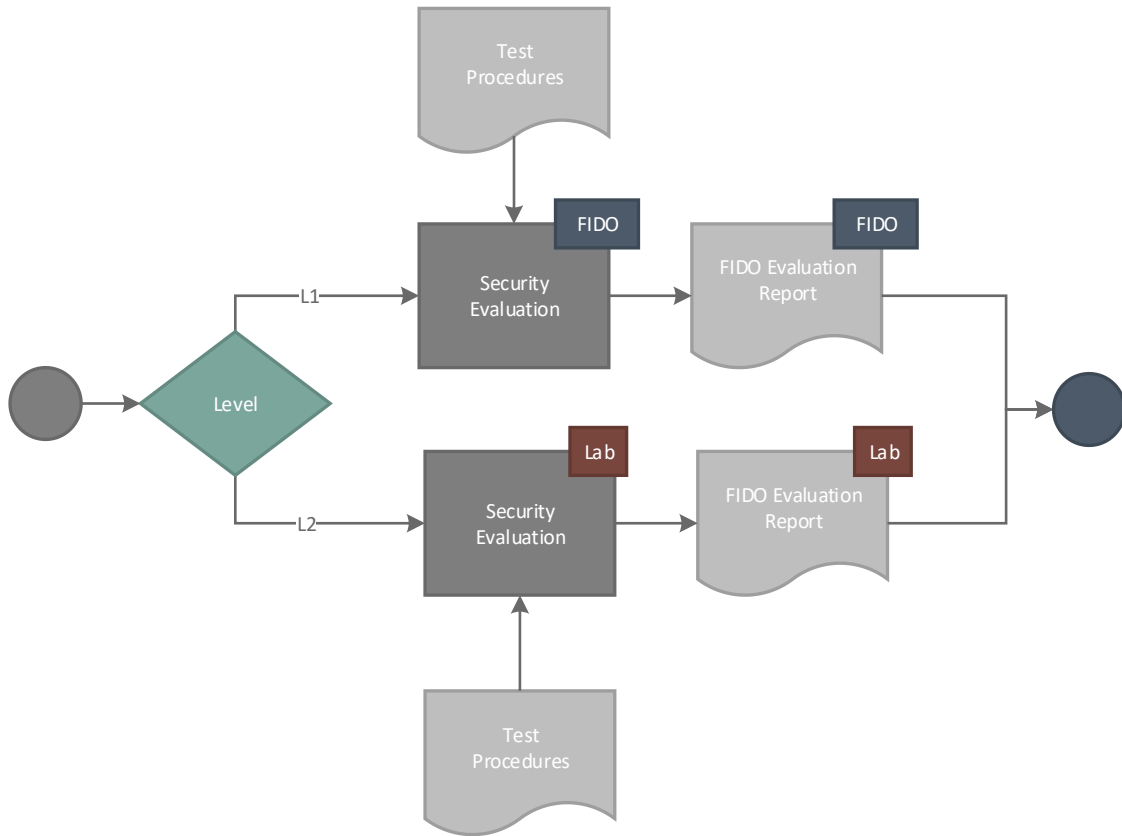 Test
Procedures
FIDO
FIDO
Security
Evaluation
FIDO Evaluation
Report
L1
Level
Lab
Lab
Security
Evaluation
FIDO Evaluation
Report
L2
Test
Procedures